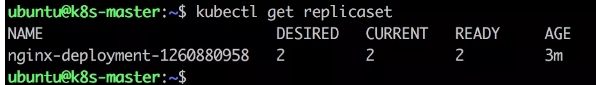 ubuntu@k8s-master:~$ kubectl get replicaset
NAME DESIRED CURRENT READY AGE
nginx-deployment-1260880958 2 2 2 3m
ubuntu@k8s-master:~$